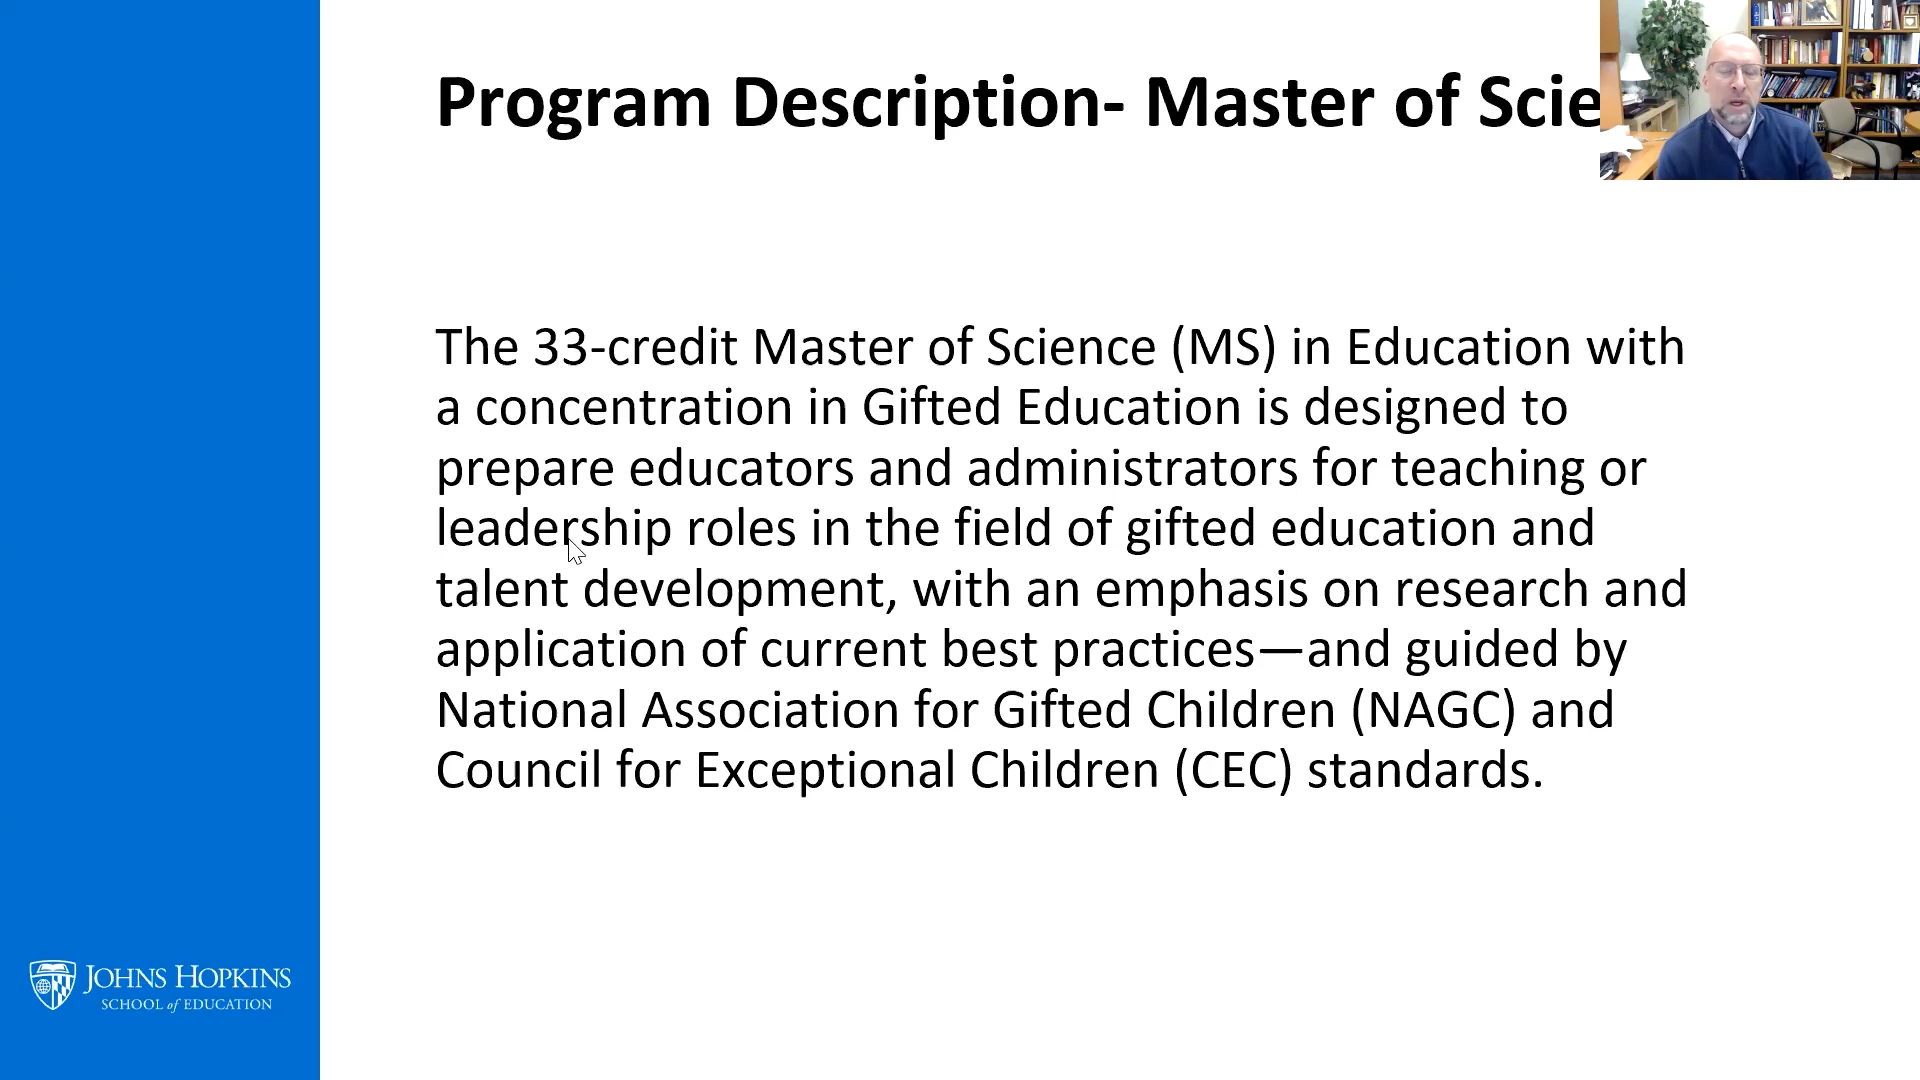 Program Description- Master of Scie
The 33-credit Master of Science (MS) in Education with
a concentration in Gifted Education is designed to
prepare educators and administrators for teaching or
leadership roles in the field of gifted education and
talent development, with an emphasis on research and
application of current best practices—and guided by
National Association for Gifted Children (NAGC) and
Council for Exceptional Children (CEC) standards.
JOHNS HOPKINS
SCHOOL of EDUCATION